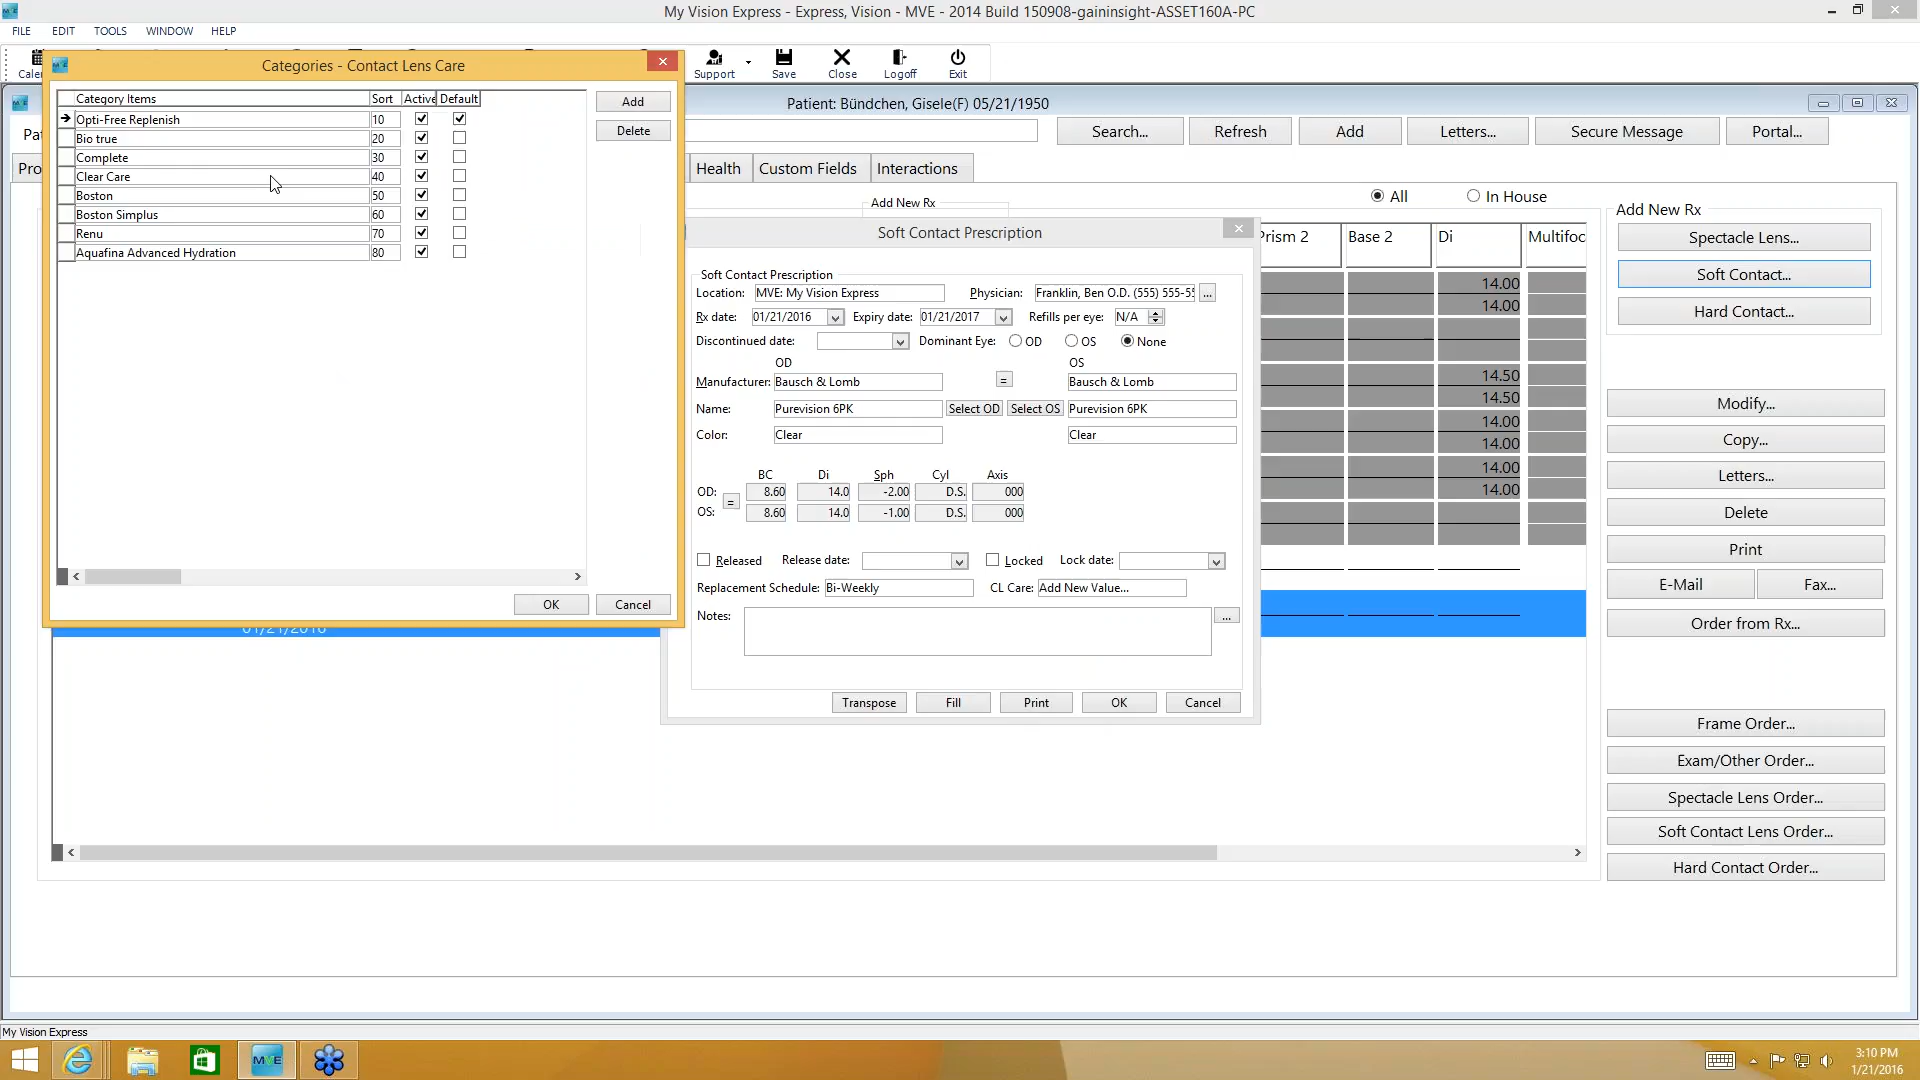 My Vision Express - Express, Vision - MVE - 2014 Build 150908-gaininsight-ASSET160A-PC
FILE EDIT TOOLS WINDOW HELP
Support Save Close Logoff Exit
Categories - Contact Lens Care
Category Items Sort Active Default
Opti-Free Replenish 10
Bio true 20
Complete 30
Clear Care 40
Boston 50
Boston Simplus 60
Renu 70
Aquafina Advanced Hydration 80
Add
Delete
OK Cancel
Patient: Bündchen, Gisele(F) 05/21/1950
Search... Refresh Add Letters... Secure Message Portal...
Health Custom Fields Interactions
Add New Rx
All In House
Prism 2 Base 2 Di Multifoc
14.00
14.00
14.50
14.50
14.00
14.00
14.00
14.00
01/21/2016
Soft Contact Prescription
Soft Contact Prescription
Location: MVE: My Vision Express Physician: Franklin, Ben O.D. (555) 555-55 ...
Rx date: 01/21/2016 Expiry date: 01/21/2017 Refills per eye: N/A
Discontinued date: Dominant Eye: OD OS None
OD OS
Manufacturer: Bausch & Lomb = Bausch & Lomb
Name: Purevision 6PK Select OD Select OS Purevision 6PK
Color: Clear Clear
BC Di Sph Cyl Axis
OD: 8.60 14.0 -2.00 D.S. 000
=
OS: 8.60 14.0 -1.00 D.S. 000
Released Release date: Locked Lock date:
Replacement Schedule: Bi-Weekly CL Care: Add New Value...
Notes: ...
Transpose Fill Print OK Cancel
Add New Rx
Spectacle Lens...
Soft Contact...
Hard Contact...
Modify...
Copy...
Letters...
Delete
Print
E-Mail Fax...
Order from Rx...
Frame Order...
Exam/Other Order...
Spectacle Lens Order...
Soft Contact Lens Order...
Hard Contact Order...
My Vision Express
MVE
3:10 PM
1/21/2016